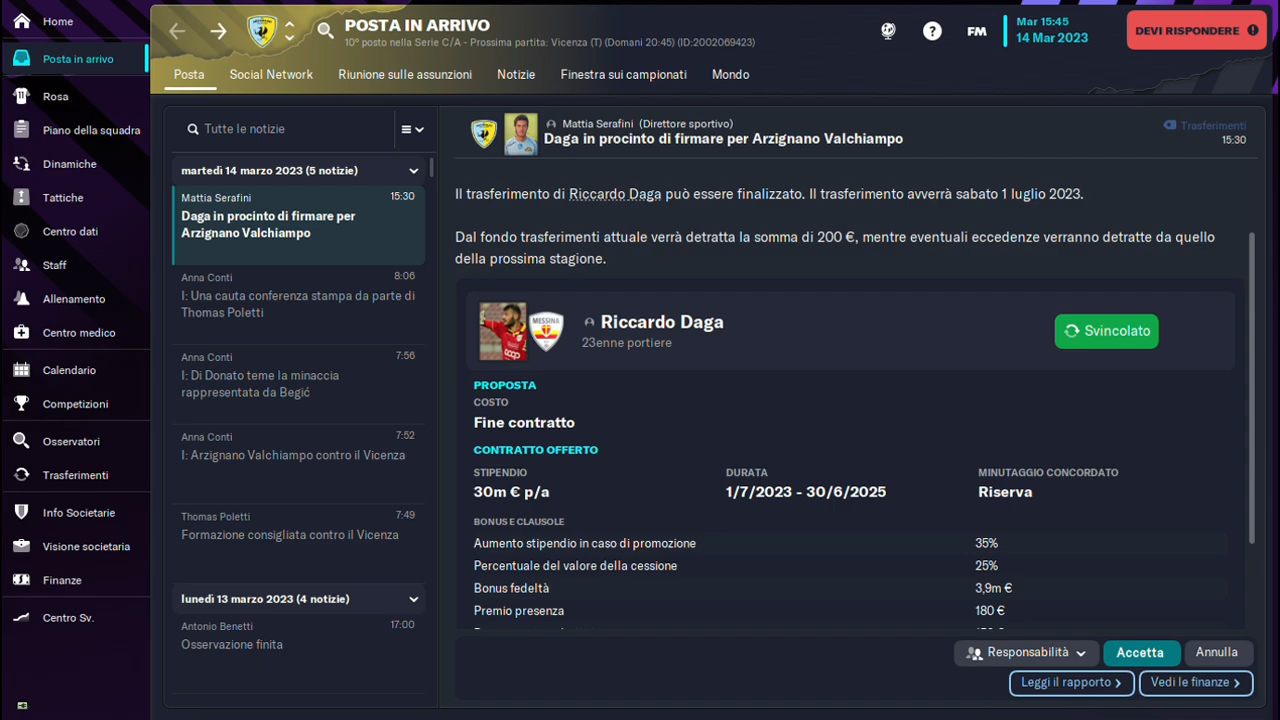 Home
Posta in arrivo
Rosa
Piano della squadra
Dinamiche
Tattiche
Centro dati
Staff
Allenamento
Centro medico
Calendario
Competizioni
Osservatori
Trasferimenti
Info Societarie
Visione societaria
Finanze
Centro Sv.
POSTA IN ARRIVO
10° posto nella Serie C/A - Prossima partita: Vicenza (T) (Domani 20:45) (ID:2002069423)
FM
Mar 15:45
14 Mar 2023
DEVI RISPONDERE
Posta Social Network Riunione sulle assunzioni Notizie Finestra sui campionati Mondo
Tutte le notizie
martedì 14 marzo 2023 (5 notizie)
Mattia Serafini 15:30
Daga in procinto di firmare per
Arzignano Valchiampo
Anna Conti 8:06
I: Una cauta conferenza stampa da parte di
Thomas Poletti
Anna Conti 7:56
I: Di Donato teme la minaccia
rappresentata da Begić
Anna Conti 7:52
I: Arzignano Valchiampo contro il Vicenza
Thomas Poletti 7:49
Formazione consigliata contro il Vicenza
lunedì 13 marzo 2023 (4 notizie)
Antonio Benetti 17:00
Osservazione finita
Mattia Serafini (Direttore sportivo)
Daga in procinto di firmare per Arzignano Valchiampo
Trasferimenti
15:30
Il trasferimento di Riccardo Daga può essere finalizzato. Il trasferimento avverrà sabato 1 luglio 2023.
Dal fondo trasferimenti attuale verrà detratta la somma di 200 €, mentre eventuali eccedenze verranno detratte da quello
della prossima stagione.
MESSINA
Riccardo Daga
23enne portiere
Svincolato
PROPOSTA
COSTO
Fine contratto
CONTRATTO OFFERTO
STIPENDIO DURATA MINUTAGGIO CONCORDATO
30m € p/a 1/7/2023 - 30/6/2025 Riserva
BONUS E CLAUSOLE
Aumento stipendio in caso di promozione 35%
Percentuale del valore della cessione 25%
Bonus fedeltà 3,9m €
Premio presenza 180 €
Responsabilità Accetta Annulla
Leggi il rapporto Vedi le finanze